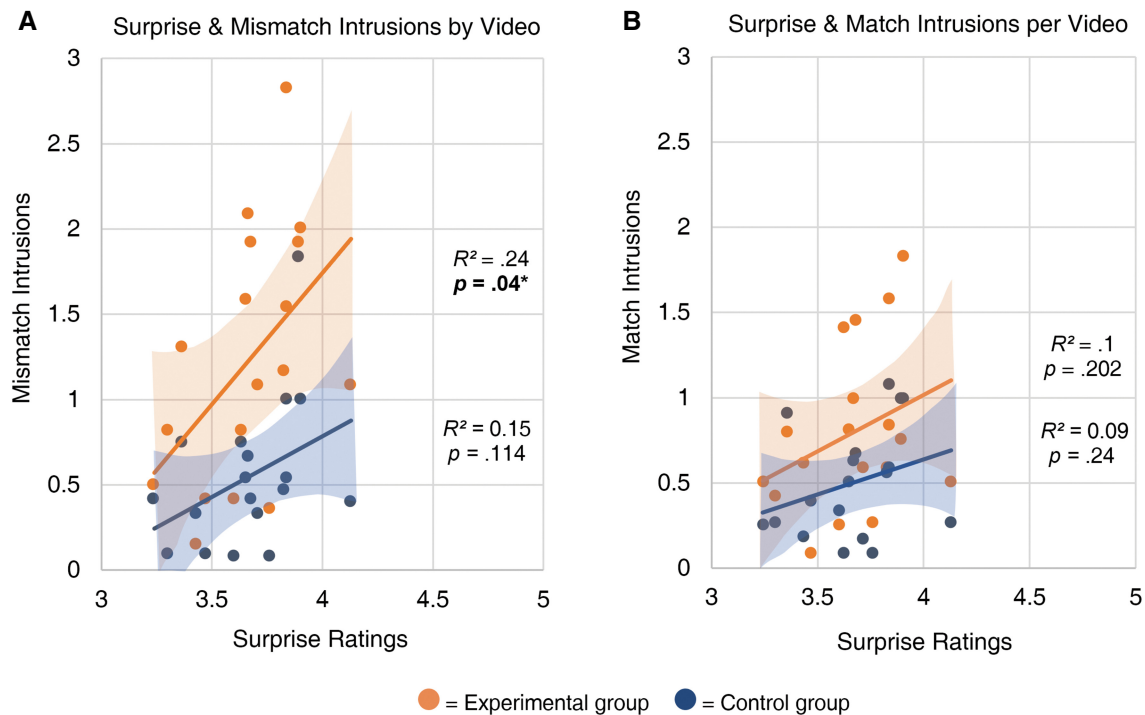 A
Surprise & Mismatch Intrusions by Video
3
2.5
2
1.5
1
0.5
0
Mismatch Intrusions
R² = .24
p = .04*
R² = 0.15
p = .114
3
3.5
4
4.5
5
Surprise Ratings
B
Surprise & Match Intrusions per Video
3
2.5
2
1.5
1
0.5
0
Match Intrusions
R² = .1
p = .202
R² = 0.09
p = .24
3
3.5
4
4.5
5
Surprise Ratings
= Experimental group
= Control group